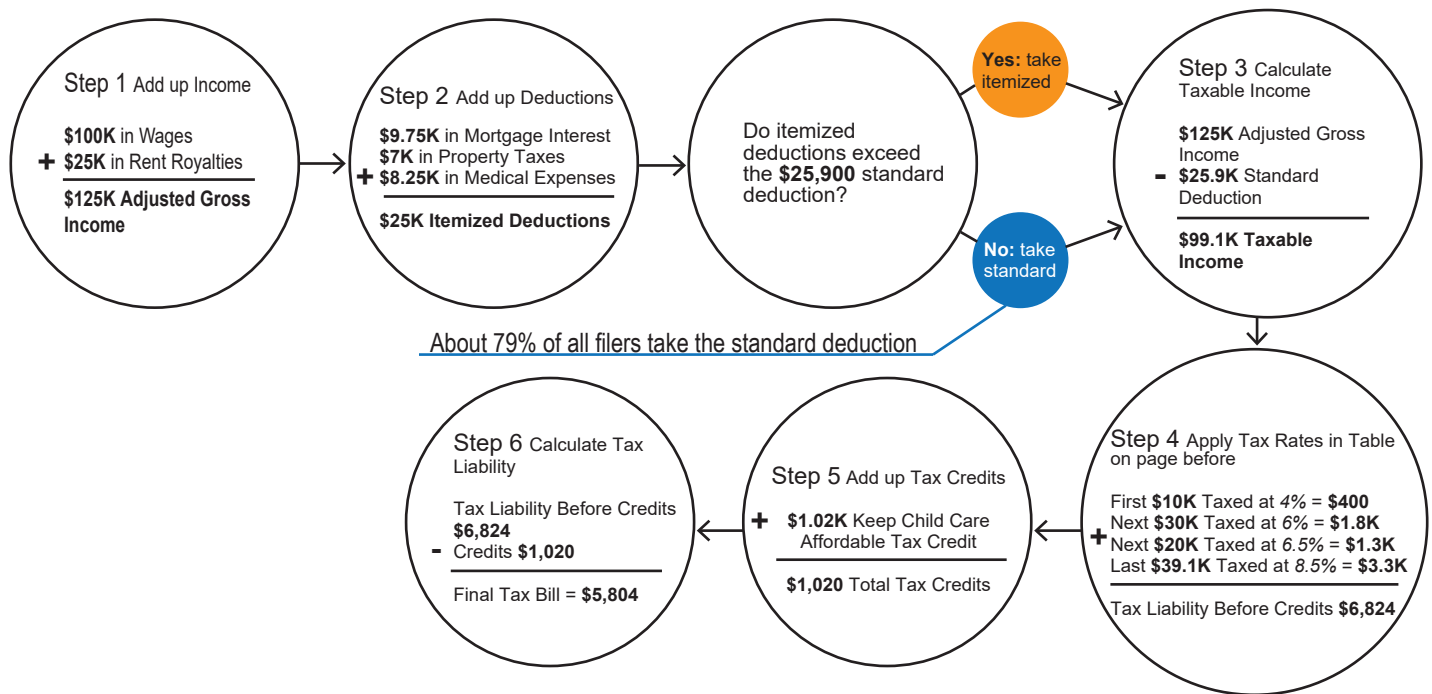 Step 1 Add up Income
$100K in Wages
+ $25K in Rent Royalties
$125K Adjusted Gross
Income
Step 2 Add up Deductions
$9.75K in Mortgage Interest
$7K in Property Taxes
+ $8.25K in Medical Expenses
$25K Itemized Deductions
Do itemized
deductions exceed
the $25,900 standard
deduction?
Yes: take
itemized
No: take
standard
About 79% of all filers take the standard deduction
Step 3 Calculate
Taxable Income
$125K Adjusted Gross
Income
- $25.9K Standard
Deduction
$99.1K Taxable
Income
Step 4 Apply Tax Rates in Table
on page before
First $10K Taxed at 4% = $400
Next $30K Taxed at 6% = $1.8K
+ Next $20K Taxed at 6.5% = $1.3K
Last $39.1K Taxed at 8.5% = $3.3K
Tax Liability Before Credits $6,824
Step 5 Add up Tax Credits
+ $1.02K Keep Child Care
Affordable Tax Credit
$1,020 Total Tax Credits
Step 6 Calculate Tax
Liability
Tax Liability Before Credits
$6,824
- Credits $1,020
Final Tax Bill = $5,804